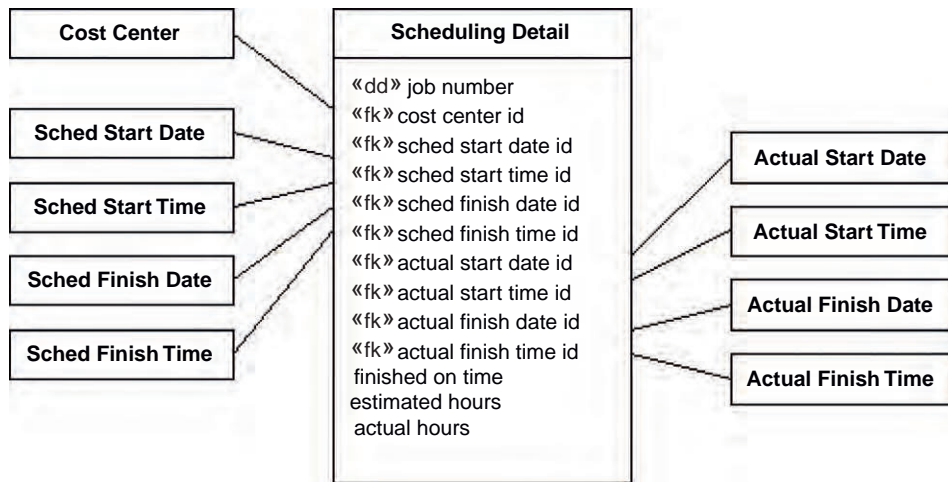 Cost Center
Sched Start Date
Sched Start Time
Sched Finish Date
Sched Finish Time
Scheduling Detail
«dd» job number
«fk» cost center id
«fk» sched start date id
«fk» sched start time id
«fk» sched finish date id
«fk» sched finish time id
«fk» actual start date id
«fk» actual start time id
«fk» actual finish date id
«fk» actual finish time id
finished on time
estimated hours
actual hours
Actual Start Date
Actual Start Time
Actual Finish Date
Actual Finish Time